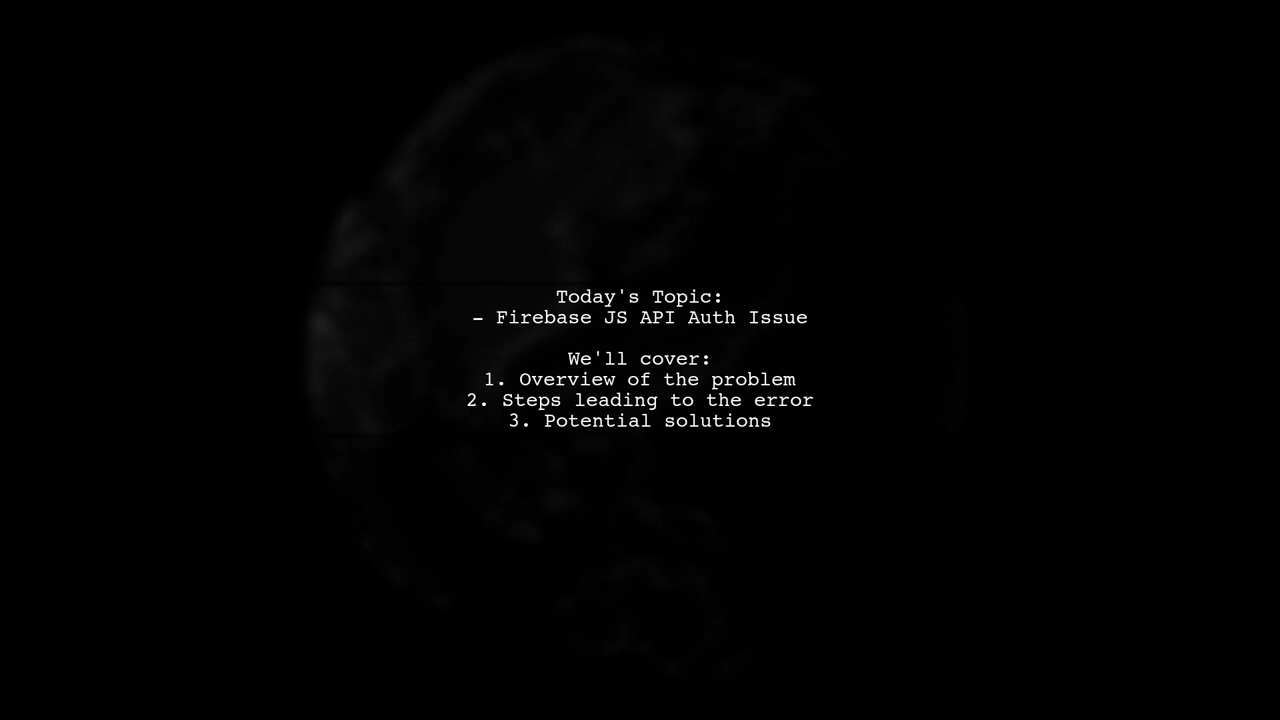 Today's Topic:
- Firebase JS API Auth Issue
We'll cover:
1. Overview of the problem
2. Steps leading to the error
3. Potential solutions